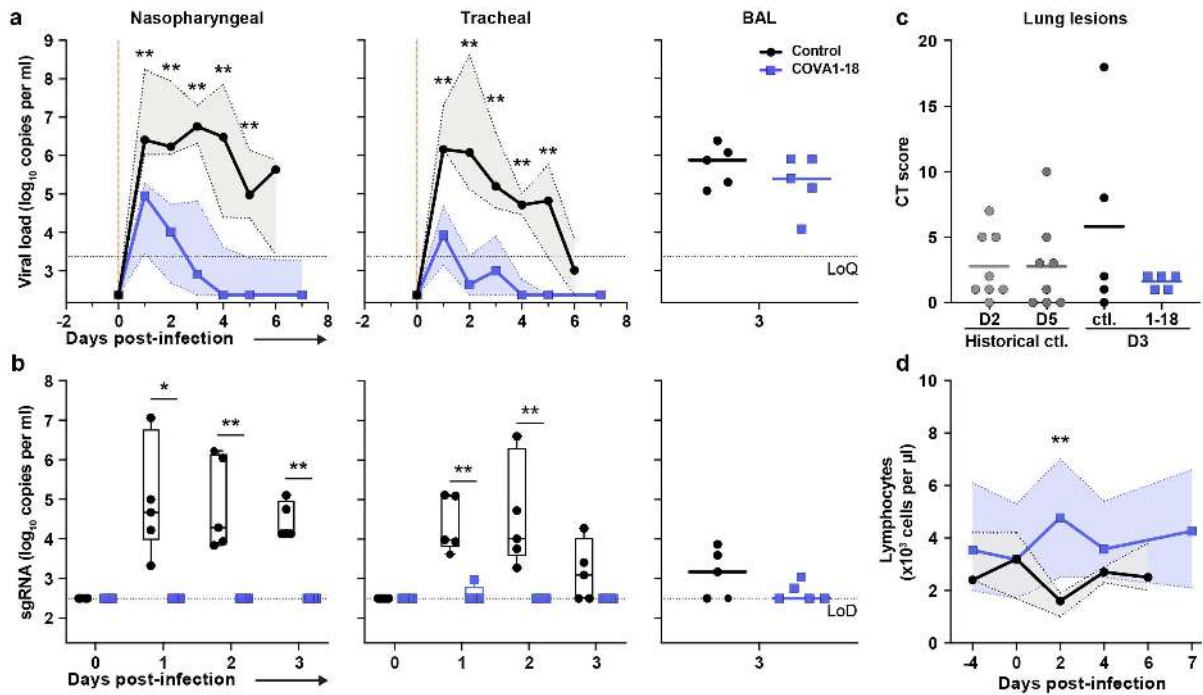 a
Nasopharyngeal
Tracheal
BAL
c
Lung lesions
Viral load (log10 copies per ml)
9
8
7
6
5
4
3
** ** ** ** **
** ** ** ** **
Control
COVA1-18
LoQ
-2 0 2 4 6 8
-2 0 2 4 6 8
3
Days post-infection
CT score
20
15
10
5
0
D2 D5 ctl. 1-18
Historical ctl. D3
b
sgRNA (log10 copies per ml)
8
7
6
5
4
3
2
* ** **
** **
LoD
0 1 2 3
0 1 2 3
3
Days post-infection
d
Lymphocytes
(x10³ cells per µl)
10
8
6
4
2
0
**
-4 0 2 4 6 7
Days post-infection